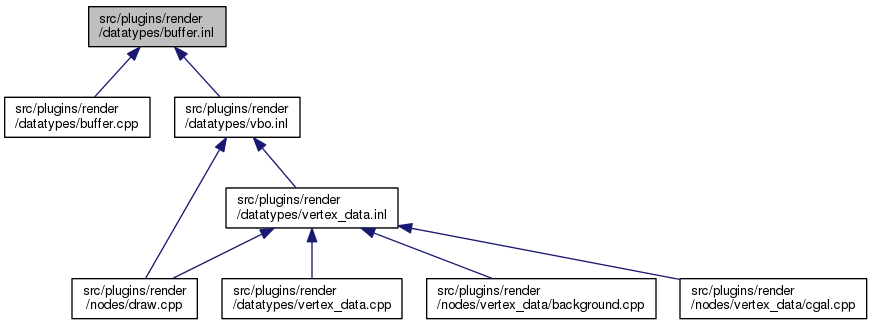 src/plugins/render
/datatypes/buffer.inl
src/plugins/render
/datatypes/buffer.cpp
src/plugins/render
/datatypes/vbo.inl
src/plugins/render
/datatypes/vertex_data.inl
src/plugins/render
/nodes/draw.cpp
src/plugins/render
/datatypes/vertex_data.cpp
src/plugins/render
/nodes/vertex_data/background.cpp
src/plugins/render
/nodes/vertex_data/cgal.cpp